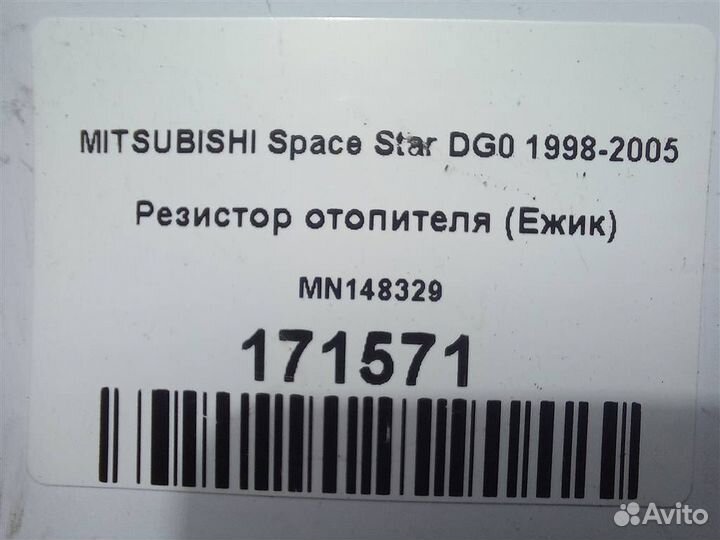 MITSUBISHI Space Star DG0 1998-2005
Резистор отопителя (Ежик)
MN148329
171571
Avito